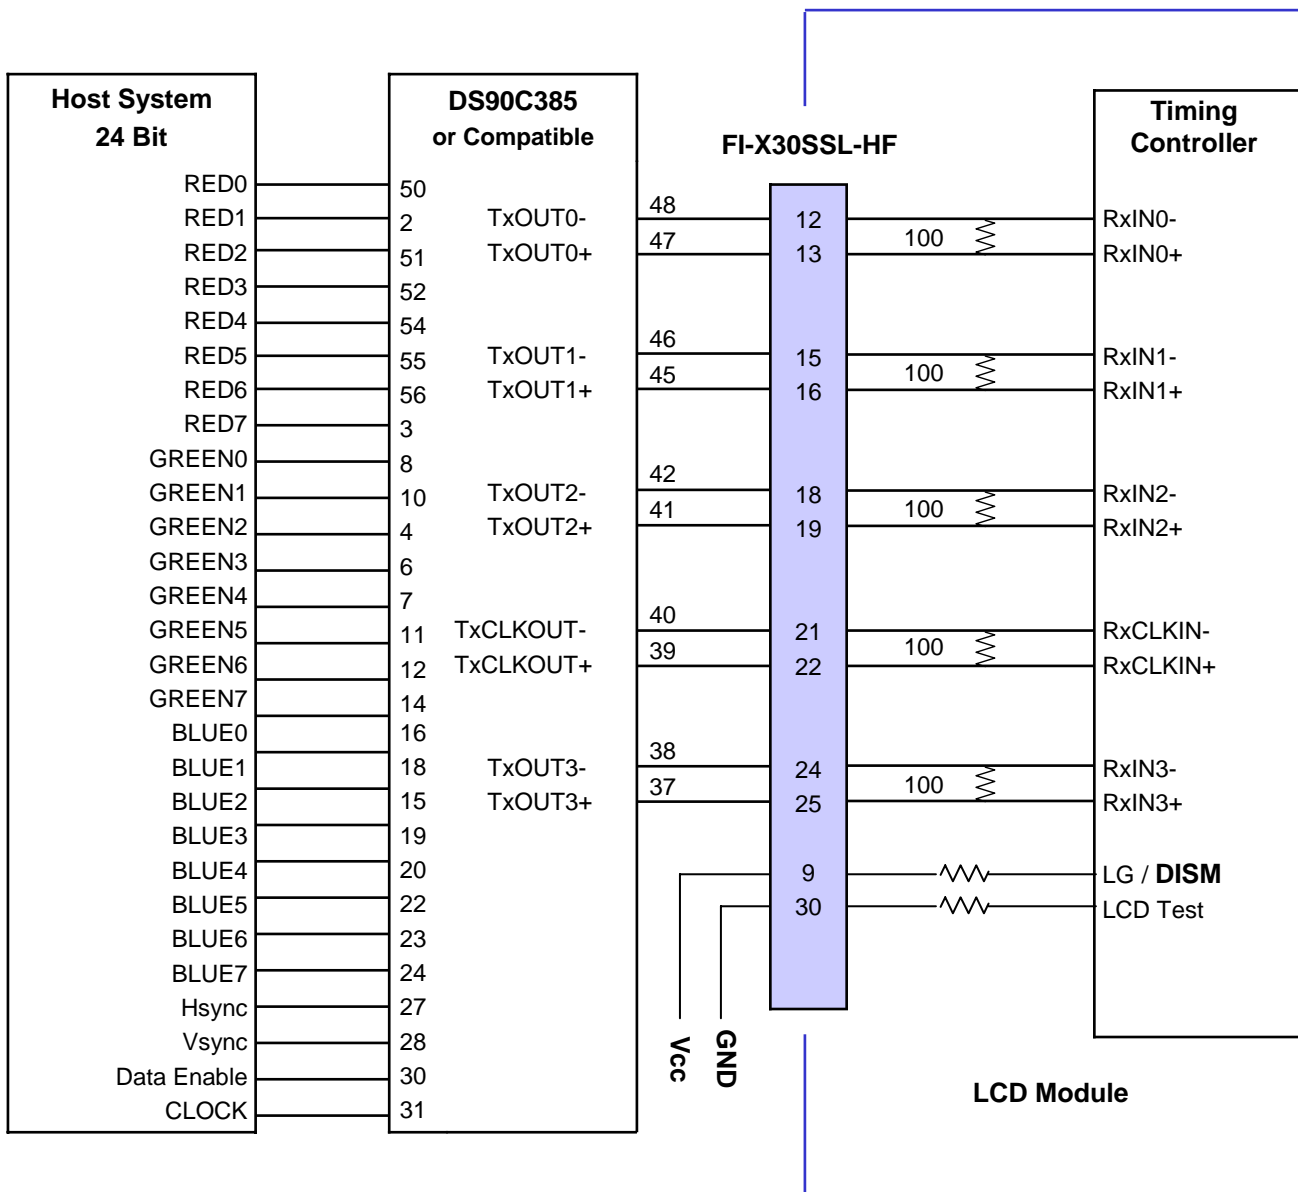 Host System
24 Bit
RED0
RED1
RED2
RED3
RED4
RED5
RED6
RED7
GREEN0
GREEN1
GREEN2
GREEN3
GREEN4
GREEN5
GREEN6
GREEN7
BLUE0
BLUE1
BLUE2
BLUE3
BLUE4
BLUE5
BLUE6
BLUE7
Hsync
Vsync
Data Enable
CLOCK
DS90C385
or Compatible
50
2
51
52
54
55
56
3
8
10
4
6
7
11
12
14
16
18
15
19
20
22
23
24
27
28
30
31
TxOUT0-
TxOUT0+
TxOUT1-
TxOUT1+
TxOUT2-
TxOUT2+
TxCLKOUT-
TxCLKOUT+
TxOUT3-
TxOUT3+
48
47
46
45
42
41
40
39
38
37
Vcc
GND
FI-X30SSL-HF
12
13
15
16
18
19
21
22
24
25
9
30
100
100
100
100
100
Timing
Controller
RxIN0-
RxIN0+
RxIN1-
RxIN1+
RxIN2-
RxIN2+
RxCLKIN-
RxCLKIN+
RxIN3-
RxIN3+
LG / DISM
LCD Test
LCD Module